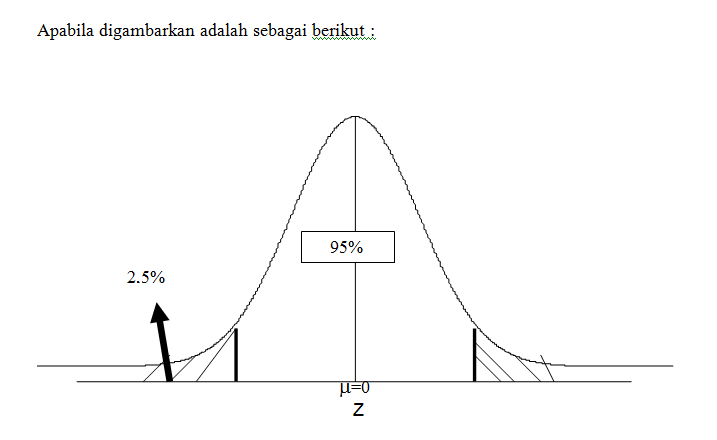 Apabila digambarkan adalah sebagai berikut :
95%
2.5%
μ=0
Z